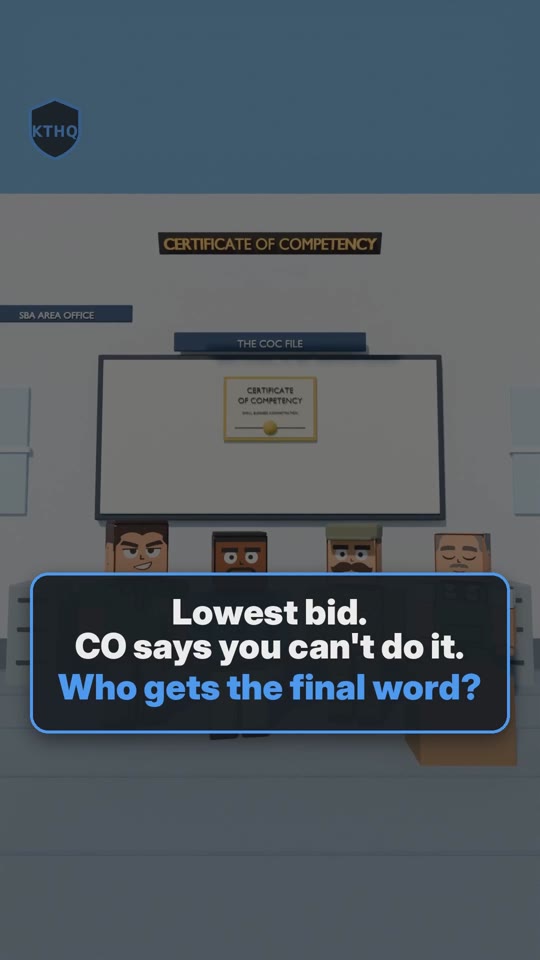 KTHQ
CERTIFICATE OF COMPETENCY
SBA AREA OFFICE
THE COC FILE
CERTIFICATE
OF COMPETENCY
Lowest bid.
CO says you can't do it.
Who gets the final word?